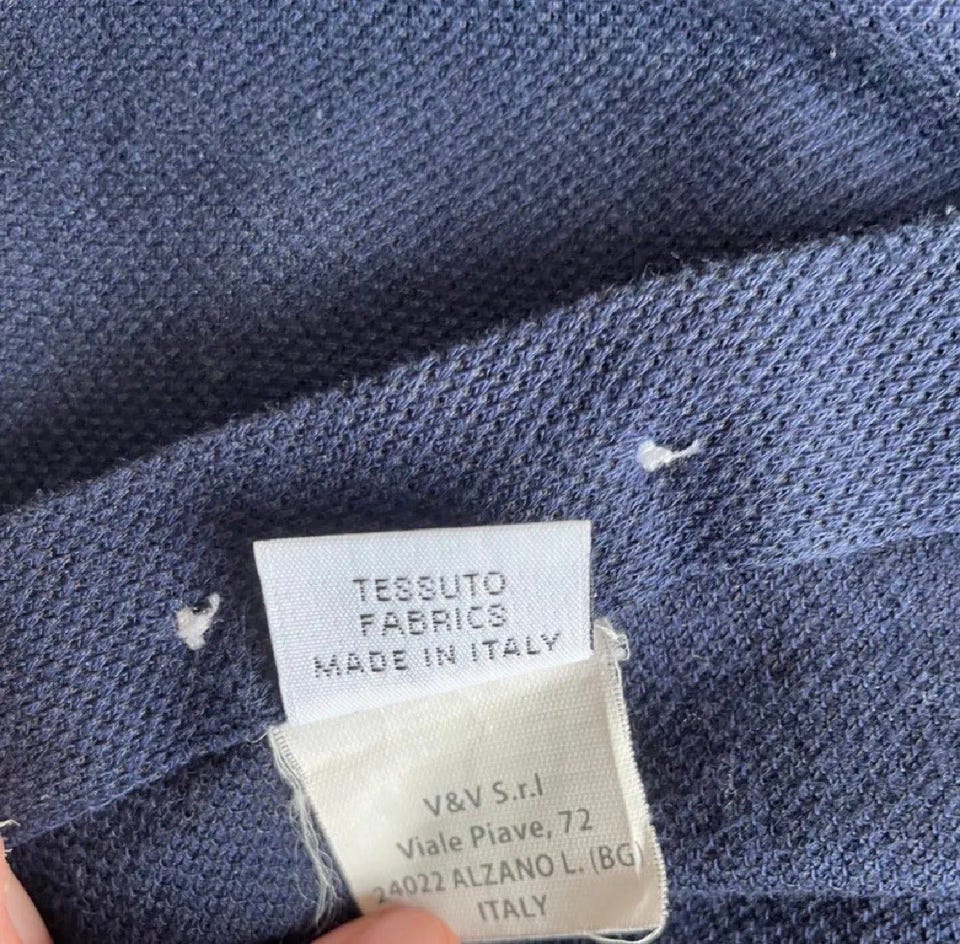 TESSUTO
FABRICS
MADE IN ITALY
V&V S.r.l
Viale Piave, 72
24022 ALZANO L. (BG)
ITALY